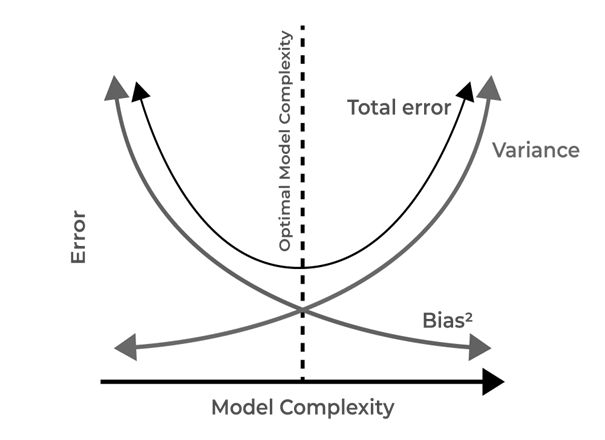 Optimal Model Complexity
Total error
Variance
Error
Bias²
Model Complexity